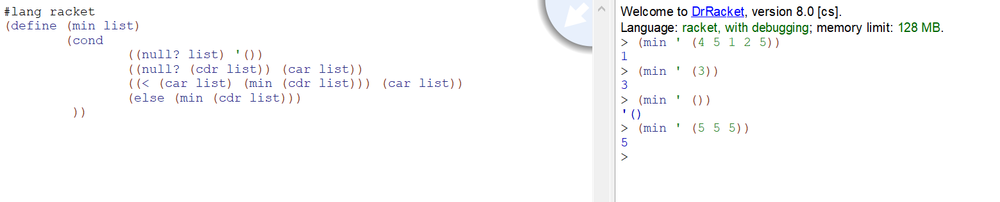 #lang racket
(define (min list)
(cond
((null? list) '())
((null? (cdr list)) (car list))
((< (car list) (min (cdr list))) (car list))
(else (min (cdr list)))
))
Welcome to DrRacket, version 8.0 [cs].
Language: racket, with debugging; memory limit: 128 MB.
> (min ' (4 5 1 2 5))
1
> (min ' (3))
3
> (min ' ())
'()
> (min ' (5 5 5))
5
>